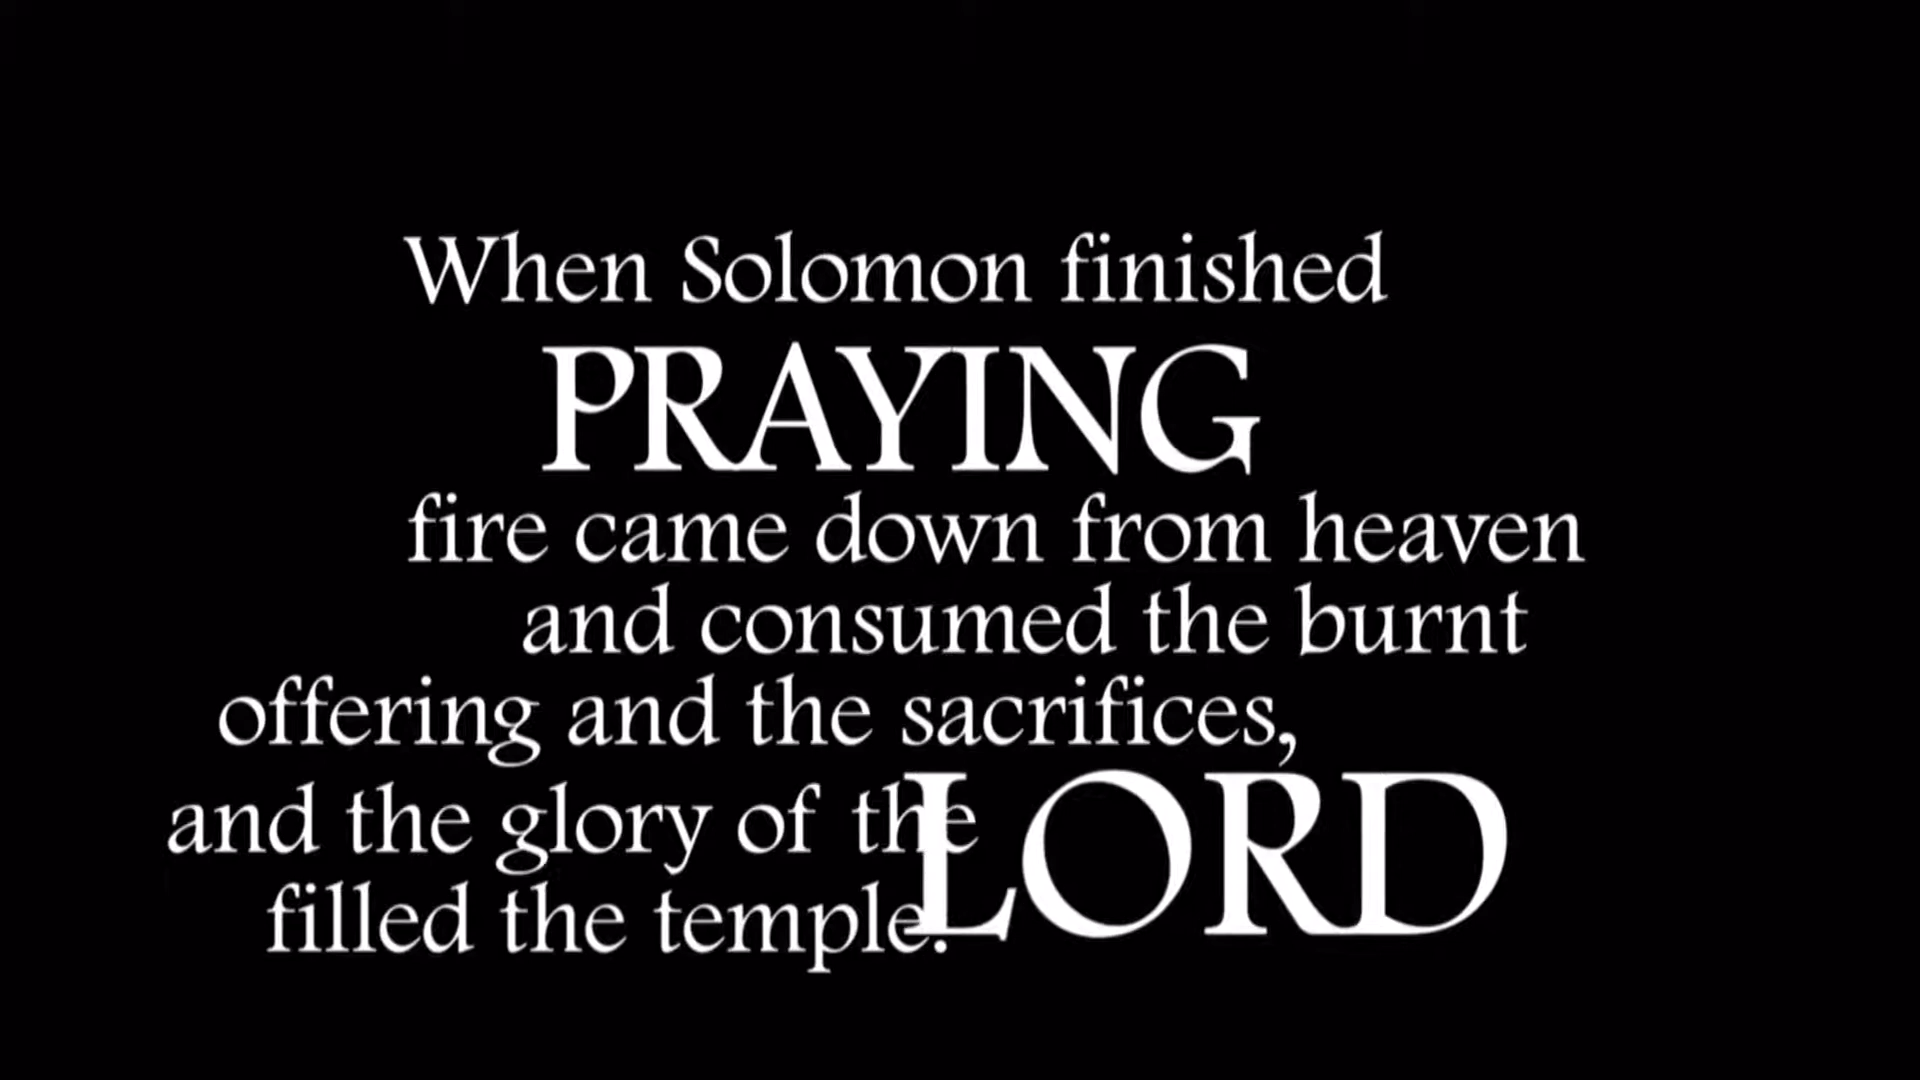 When Solomon finished
PRAYING
fire came down from heaven
and consumed the burnt
offering and the sacrifices,
and the glory of the LORD
filled the temple.